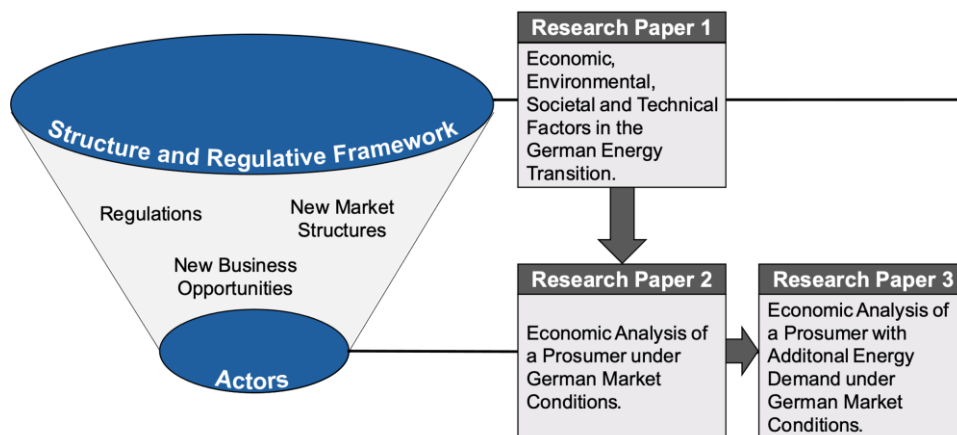 Structure and Regulative Framework
Regulations
New Market
Structures
New Business
Opportunities
Actors
Research Paper 1
Economic,
Environmental,
Societal and Technical
Factors in the
German Energy
Transition.
Research Paper 2
Economic Analysis of
a Prosumer under
German Market
Conditions.
Research Paper 3
Economic Analysis of
a Prosumer with
Additonal Energy
Demand under
German Market
Conditions.